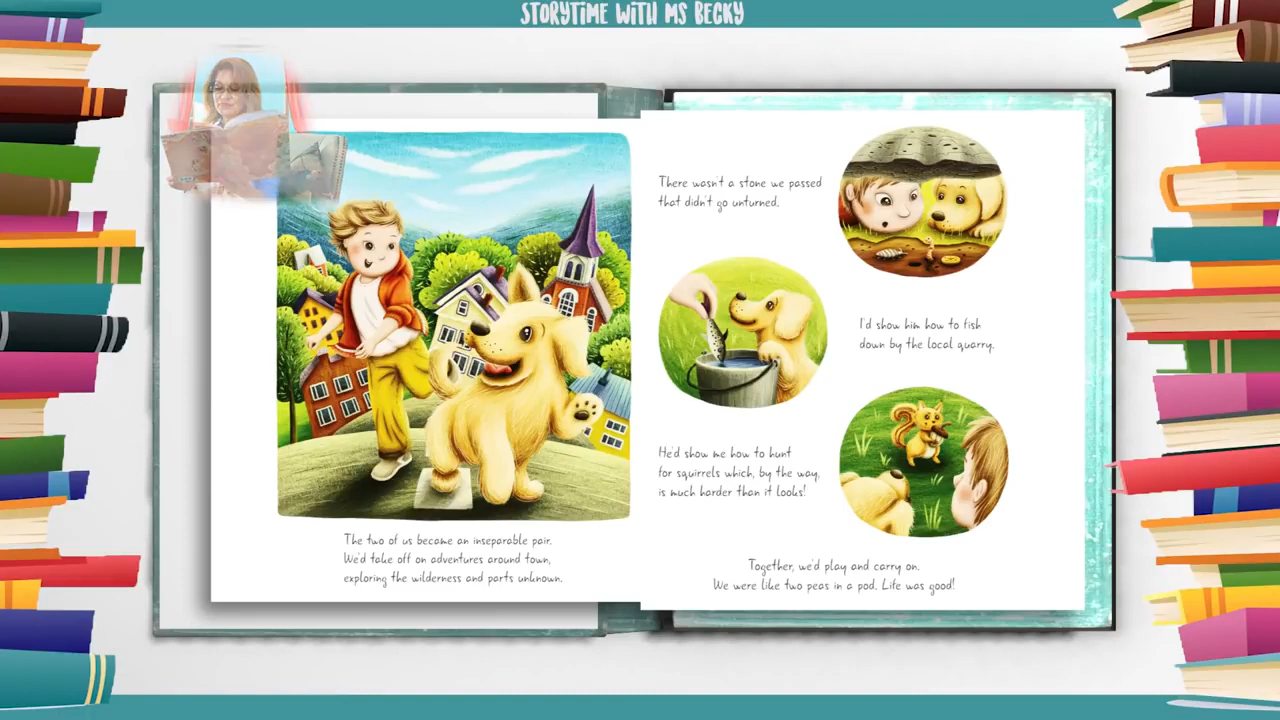 STORYTIME WITH MS BECKY
The two of us became an inseparable pair.
We'd take off on adventures around town,
exploring the wilderness and parts unknown.
There wasn't a stone we passed
that didn't go unturned.
I'd show him how to fish
down by the local quarry.
He'd show me how to hunt
for squirrels which, by the way,
is much harder than it looks!
Together, we'd play and carry on.
We were like two peas in a pod. Life was good!